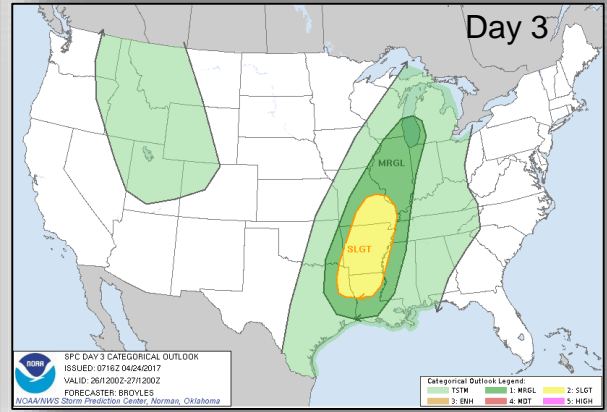 Day 3
MRGL
SLGT
NOAA
SPC DAY 3 CATEGORICAL OUTLOOK
ISSUED: 0716Z 04/24/2017
VALID: 26/1200Z-27/1200Z
FORECASTER: BROYLES
NOAA/NWS Storm Prediction Center, Norman, Oklahoma
Categorical Outlook Legend:
TSTM 1: MRGL 2: SLGT
3: ENH 4: MDT 5: HIGH